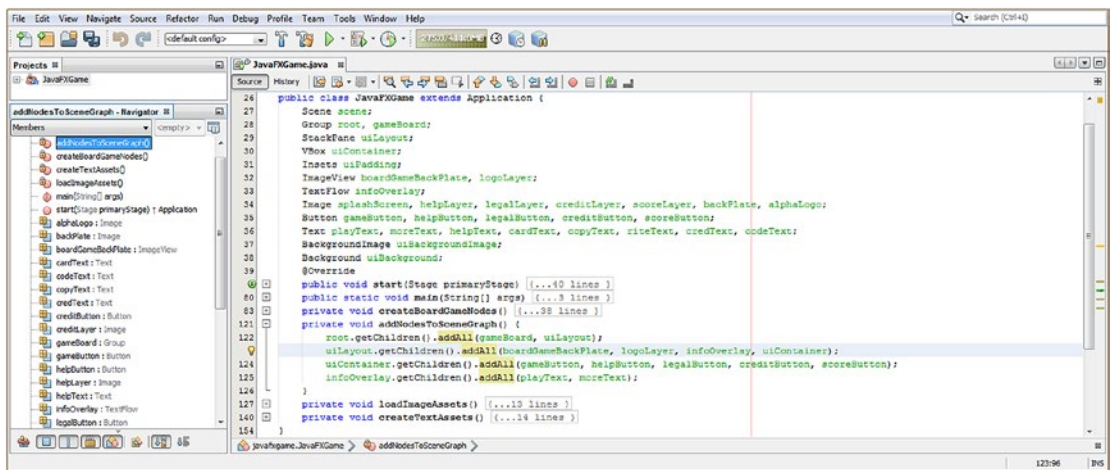 File Edit View Navigate Source Refactor Run Debug Profile Team Tools Window Help
Search (Ctrl+I)
<default config>
Projects
JavaFXGame
addNodesToSceneGraph - Navigator
Members
<empty>
addNodesToSceneGraph()
createBoardGameNodes()
createTextAssets()
loadImageAssets()
main(String[] args)
start(Stage primaryStage) ↑ Application
alphaLogo : Image
backPlate : Image
boardGameBackPlate : ImageView
cardText : Text
codeText : Text
copyText : Text
credText : Text
creditButton : Button
creditLayer : Image
gameBoard : Group
gameButton : Button
helpButton : Button
helpLayer : Image
helpText : Text
infoOverlay : TextFlow
legalButton : Button
JavaFXGame.java
Source History
26 public class JavaFXGame extends Application {
27 Scene scene;
28 Group root, gameBoard;
29 StackPane uiLayout;
30 VBox uiContainer;
31 Insets uiPadding;
32 ImageView boardGameBackPlate, logoLayer;
33 TextFlow infoOverlay;
34 Image splashScreen, helpLayer, legalLayer, creditLayer, scoreLayer, backPlate, alphaLogo;
35 Button gameButton, helpButton, legalButton, creditButton, scoreButton;
36 Text playText, moreText, helpText, cardText, copyText, riteText, credText, codeText;
37 BackgroundImage uiBackgroundImage;
38 Background uiBackground;
39 @Override
public void start(Stage primaryStage) {...40 lines }
80 public static void main(String[] args) {...3 lines }
83 private void createBoardGameNodes() {...38 lines }
121 private void addNodesToSceneGraph() {
122 root.getChildren().addAll(gameBoard, uiLayout);
uiLayout.getChildren().addAll(boardGameBackPlate, logoLayer, infoOverlay, uiContainer);
124 uiContainer.getChildren().addAll(gameButton, helpButton, legalButton, creditButton, scoreButton);
125 infoOverlay.getChildren().addAll(playText, moreText);
126 }
127 private void loadImageAssets() {...13 lines }
140 private void createTextAssets() {...14 lines }
154 }
javafxgame.JavaFXGame addNodesToSceneGraph
123:96 INS